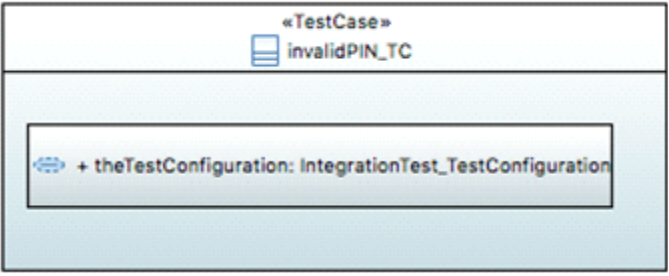 «TestCase»
invalidPIN_TC
+ theTestConfiguration: IntegrationTest_TestConfiguration